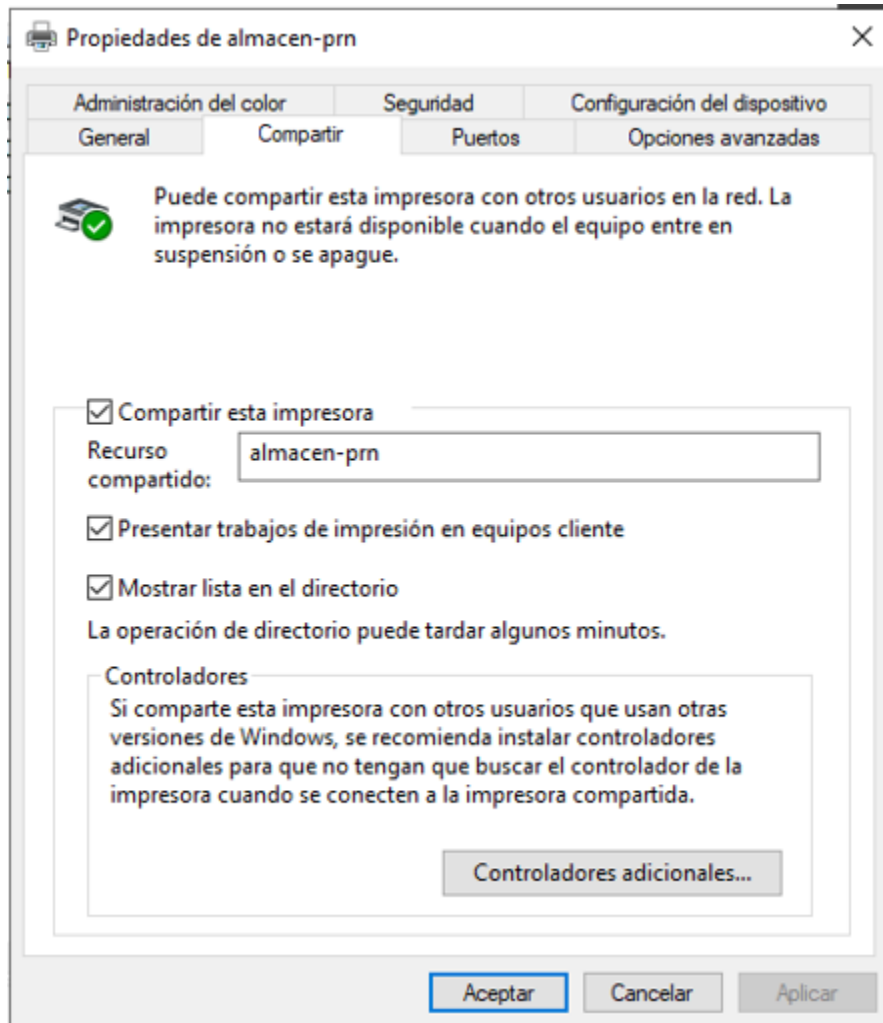 Propiedades de almacen-prn
Administración del color
Seguridad
Configuración del dispositivo
General
Compartir
Puertos
Opciones avanzadas
Puede compartir esta impresora con otros usuarios en la red. La
impresora no estará disponible cuando el equipo entre en
suspensión o se apague.
Compartir esta impresora
Recurso
compartido:
almacen-prn
Presentar trabajos de impresión en equipos cliente
Mostrar lista en el directorio
La operación de directorio puede tardar algunos minutos.
Controladores
Si comparte esta impresora con otros usuarios que usan otras
versiones de Windows, se recomienda instalar controladores
adicionales para que no tengan que buscar el controlador de la
impresora cuando se conecten a la impresora compartida.
Controladores adicionales...
Aceptar
Cancelar
Aplicar